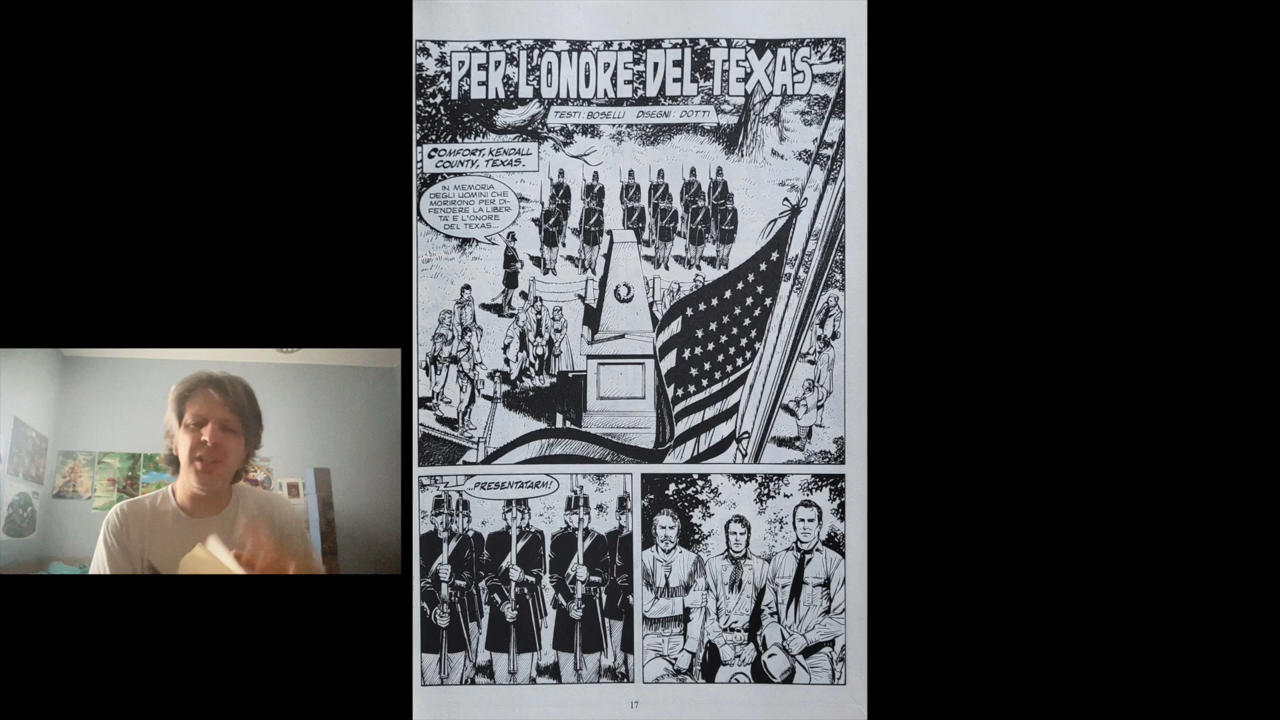 PER L'ONORE DEL TEXAS
TESTI: BOSELLI DISEGNI: DOTTI
COMFORT, KENDALL
COUNTY, TEXAS.
IN MEMORIA
DEGLI UOMINI CHE
MORIRONO PER DI-
FENDERE LA LIBER-
TA' E L'ONORE
DEL TEXAS...
...PRESENTATARM!
17